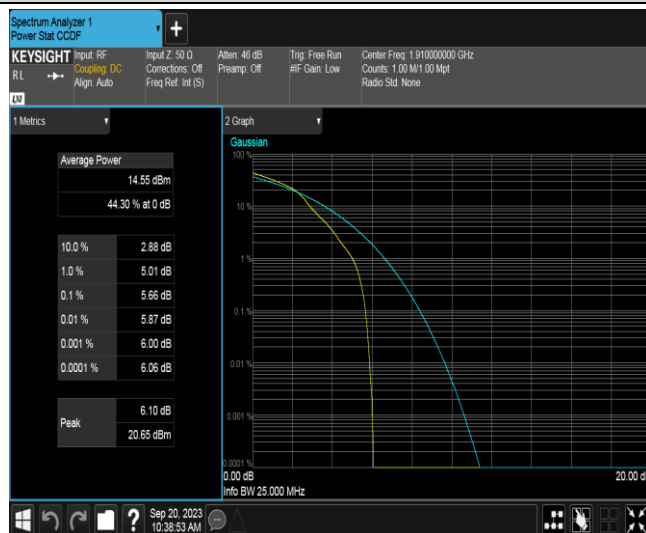 Spectrum Analyzer 1
Power Stat CCDF
KEYSIGHT
RL
LXI
Input: RF
Coupling: DC
Align: Auto
Input Z: 50 Ω
Corrections: Off
Freq Ref: Int (S)
Atten: 46 dB
Preamp: Off
Trig: Free Run
#IF Gain: Low
Center Freq: 1.910000000 GHz
Counts: 1.00 M/1.00 Mpt
Radio Std: None
1 Metrics
Average Power
14.55 dBm
44.30 % at 0 dB
10.0 % 2.88 dB
1.0 % 5.01 dB
0.1 % 5.66 dB
0.01 % 5.87 dB
0.001 % 6.00 dB
0.0001 % 6.06 dB
Peak
6.10 dB
20.65 dBm
2 Graph
Gaussian
100 %
10 %
1 %
0.1 %
0.01 %
0.001 %
0.0001 %
0.00 dB
20.00 d
Info BW 25.000 MHz
?
Sep 20, 2023
10:38:53 AM